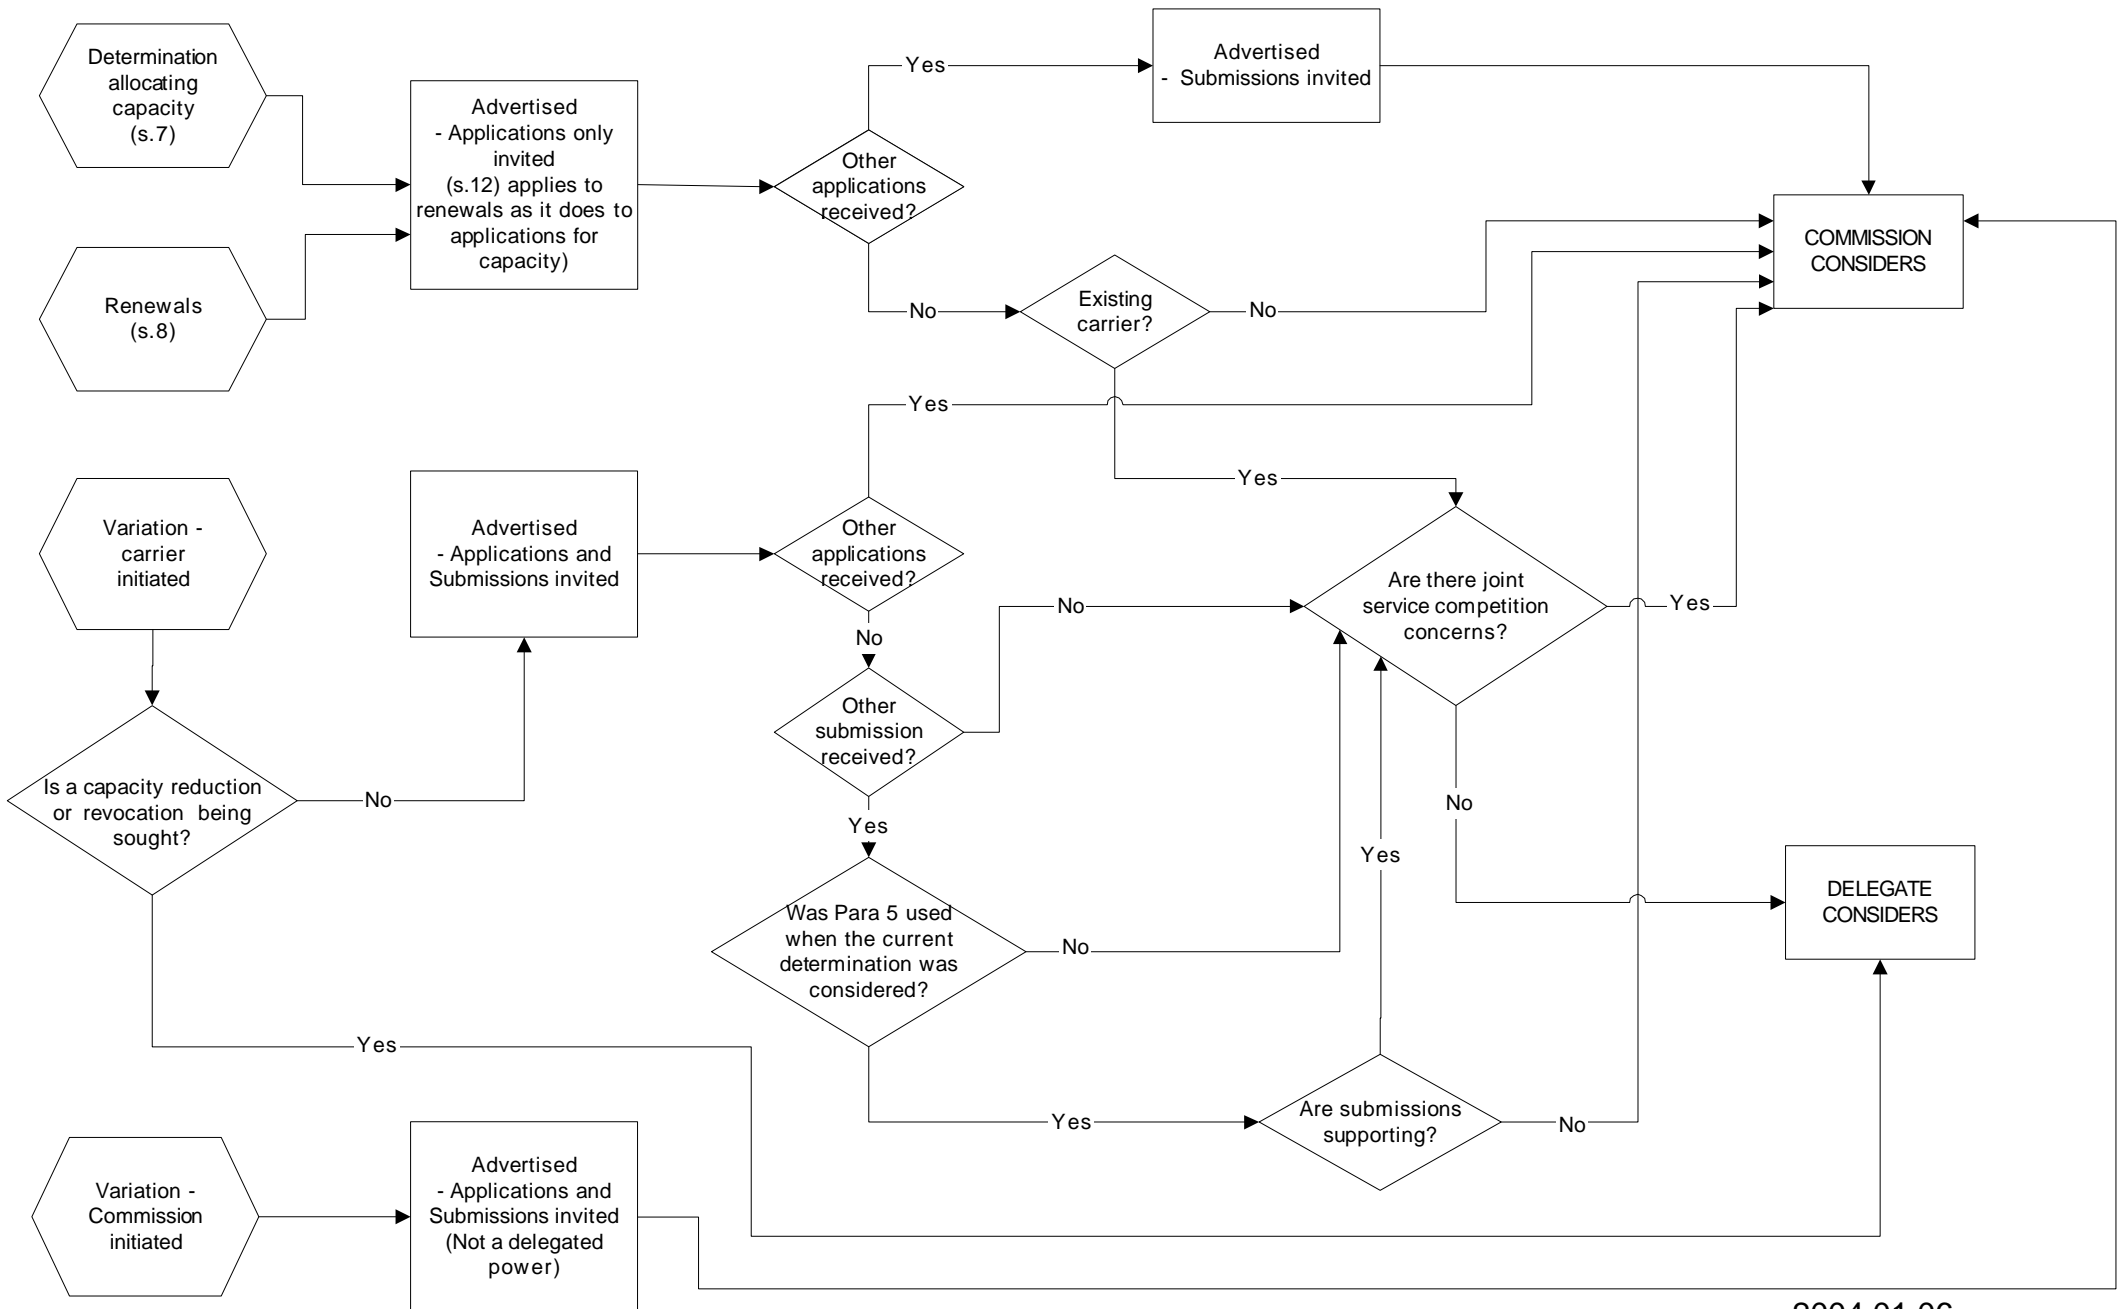 Determination
allocating
capacity
(s.7)
Advertised
- Applications only
invited
(s.12) applies to
renewals as it does to
applications for
capacity)
Renewals
(s.8)
Other
applications
received?
Yes
Advertised
- Submissions invited
COMMISSION
CONSIDERS
No
Existing
carrier?
No
Yes
Yes
Variation -
carrier
initiated
Advertised
- Applications and
Submissions invited
Other
applications
received?
No
Other
submission
received?
No
Are there joint
service competition
concerns?
Yes
No
Is a capacity reduction
or revocation being
sought?
No
Yes
Yes
Was Para 5 used
when the current
determination was
considered?
No
Yes
Yes
Are submissions
supporting?
No
DELEGATE
CONSIDERS
Variation -
Commission
initiated
Advertised
- Applications and
Submissions invited
(Not a delegated
power)
2004 01 06